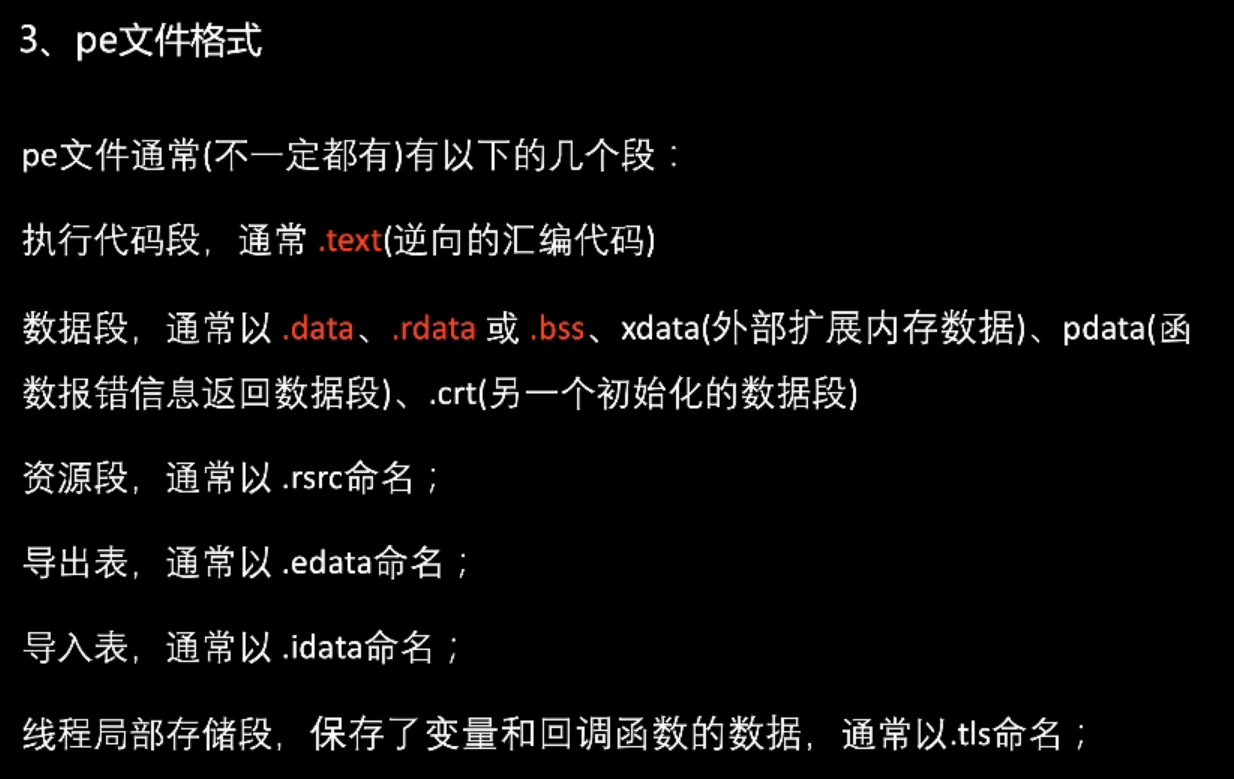 3、pe文件格式
pe文件通常(不一定都有)有以下的几个段：
执行代码段，通常 .text(逆向的汇编代码)
数据段，通常以 .data、.rdata 或 .bss、xdata(外部扩展内存数据)、pdata(函
数报错信息返回数据段)、.crt(另一个初始化的数据段)
资源段，通常以 .rsrc命名；
导出表，通常以 .edata命名；
导入表，通常以 .idata命名；
线程局部存储段，保存了变量和回调函数的数据，通常以.tls命名；